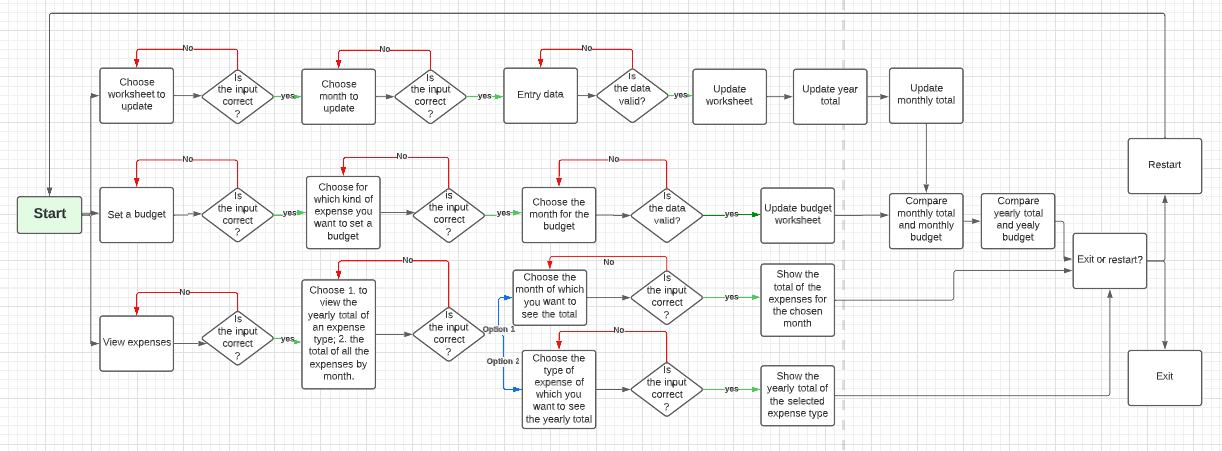 No
No
No
Choose
worksheet to
update
Is
the input
correct
?
yes
Choose
month to
update
Is
the input
correct
?
yes
Entry data
Is
the data
valid?
yes
Update
worksheet
Update year
total
Update
monthly total
Restart
No
No
No
Start
Set a budget
Is
the input
correct
?
yes
Choose for
which kind of
expense you
want to set a
budget
Is
the input
correct
?
yes
Choose the
month for the
budget
Is
the data
valid?
yes
Update budget
worksheet
Compare
monthly total
and monthly
budget
Compare
yearly total
and yealy
budget
Exit or restart?
No
No
No
View expenses
Is
the input
correct
?
yes
Choose 1. to
view the
yearly total of
an expense
type; 2. the
total of all the
expenses by
month.
Is
the input
correct
?
Option 1
Choose the
month of which
you want to
see the total
Is
the input
correct
?
yes
Show the
total of the
expenses for
the chosen
month
No
Option 2
Choose the
type of
expense of
which you
want to see
the yearly total
Is
the input
correct
?
yes
Show the
yearly total of
the selected
expense type
Exit